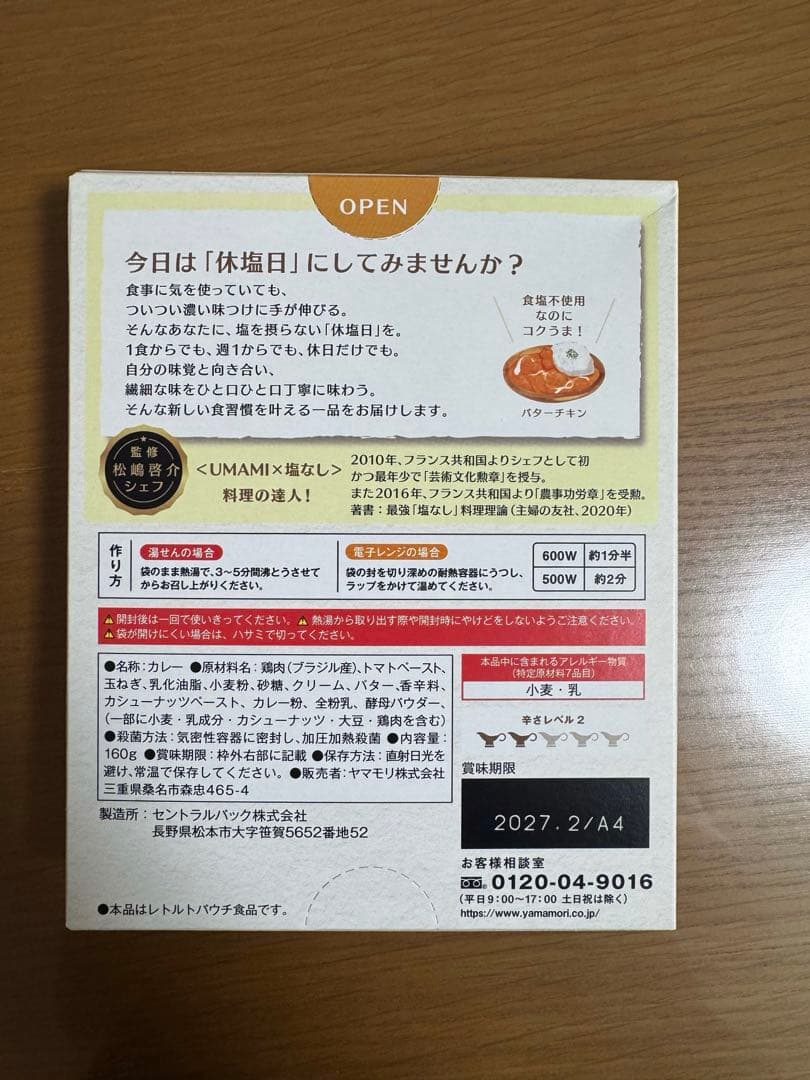 OPEN
今日は「休塩日」にしてみませんか？
食事に気を使っていても、
ついつい濃い味つけに手が伸びる。
そんなあなたに、塩を摂らない「休塩日」を。
1食からでも、週1からでも、休日だけでも。
自分の味覚と向き合い、
繊細な味をひと口ひと口丁寧に味わう。
そんな新しい食習慣を叶える一品をお届けします。
食塩不使用
なのに
コクうま！
バターチキン
監修
松嶋啓介
シェフ
＜UMAMI×塩なし＞
料理の達人！
2010年、フランス共和国よりシェフとして初
かつ最年少で「芸術文化勲章」を授与。
また2016年、フランス共和国より「農事功労章」を受勲。
著書：最強「塩なし」料理理論（主婦の友社、2020年）
作り方
湯せんの場合
袋のまま熱湯で、3〜5分間沸とうさせて
からお召し上がりください。
電子レンジの場合
袋の封を切り深めの耐熱容器にうつし、
ラップをかけて温めてください。
600W 約1分半
500W 約2分
⚠開封後は一回で使いきってください。⚠熱湯から取り出す際や開封時にやけどをしないようご注意ください。
⚠袋が開けにくい場合は、ハサミで切ってください。
●名称：カレー ●原材料名：鶏肉（ブラジル産）、トマトペースト、
玉ねぎ、乳化油脂、小麦粉、砂糖、クリーム、バター、香辛料、
カシューナッツペースト、カレー粉、全粉乳、酵母パウダー、
（一部に小麦・乳成分・カシューナッツ・大豆・鶏肉を含む）
●殺菌方法：気密性容器に密封し、加圧加熱殺菌 ●内容量：
160g ●賞味期限：枠外右部に記載 ●保存方法：直射日光を
避け、常温で保存してください。●販売者：ヤマモリ株式会社
三重県桑名市森忠465-4
製造所：セントラルパック株式会社
長野県松本市大字笹賀5652番地52
●本品はレトルトパウチ食品です。
本品中に含まれるアレルギー物質
（特定原材料7品目）
小麦・乳
辛さレベル 2
賞味期限
2027.2/A4
お客様相談室
0120-04-9016
（平日9：00〜17：00 土日祝は除く）
https://www.yamamori.co.jp/